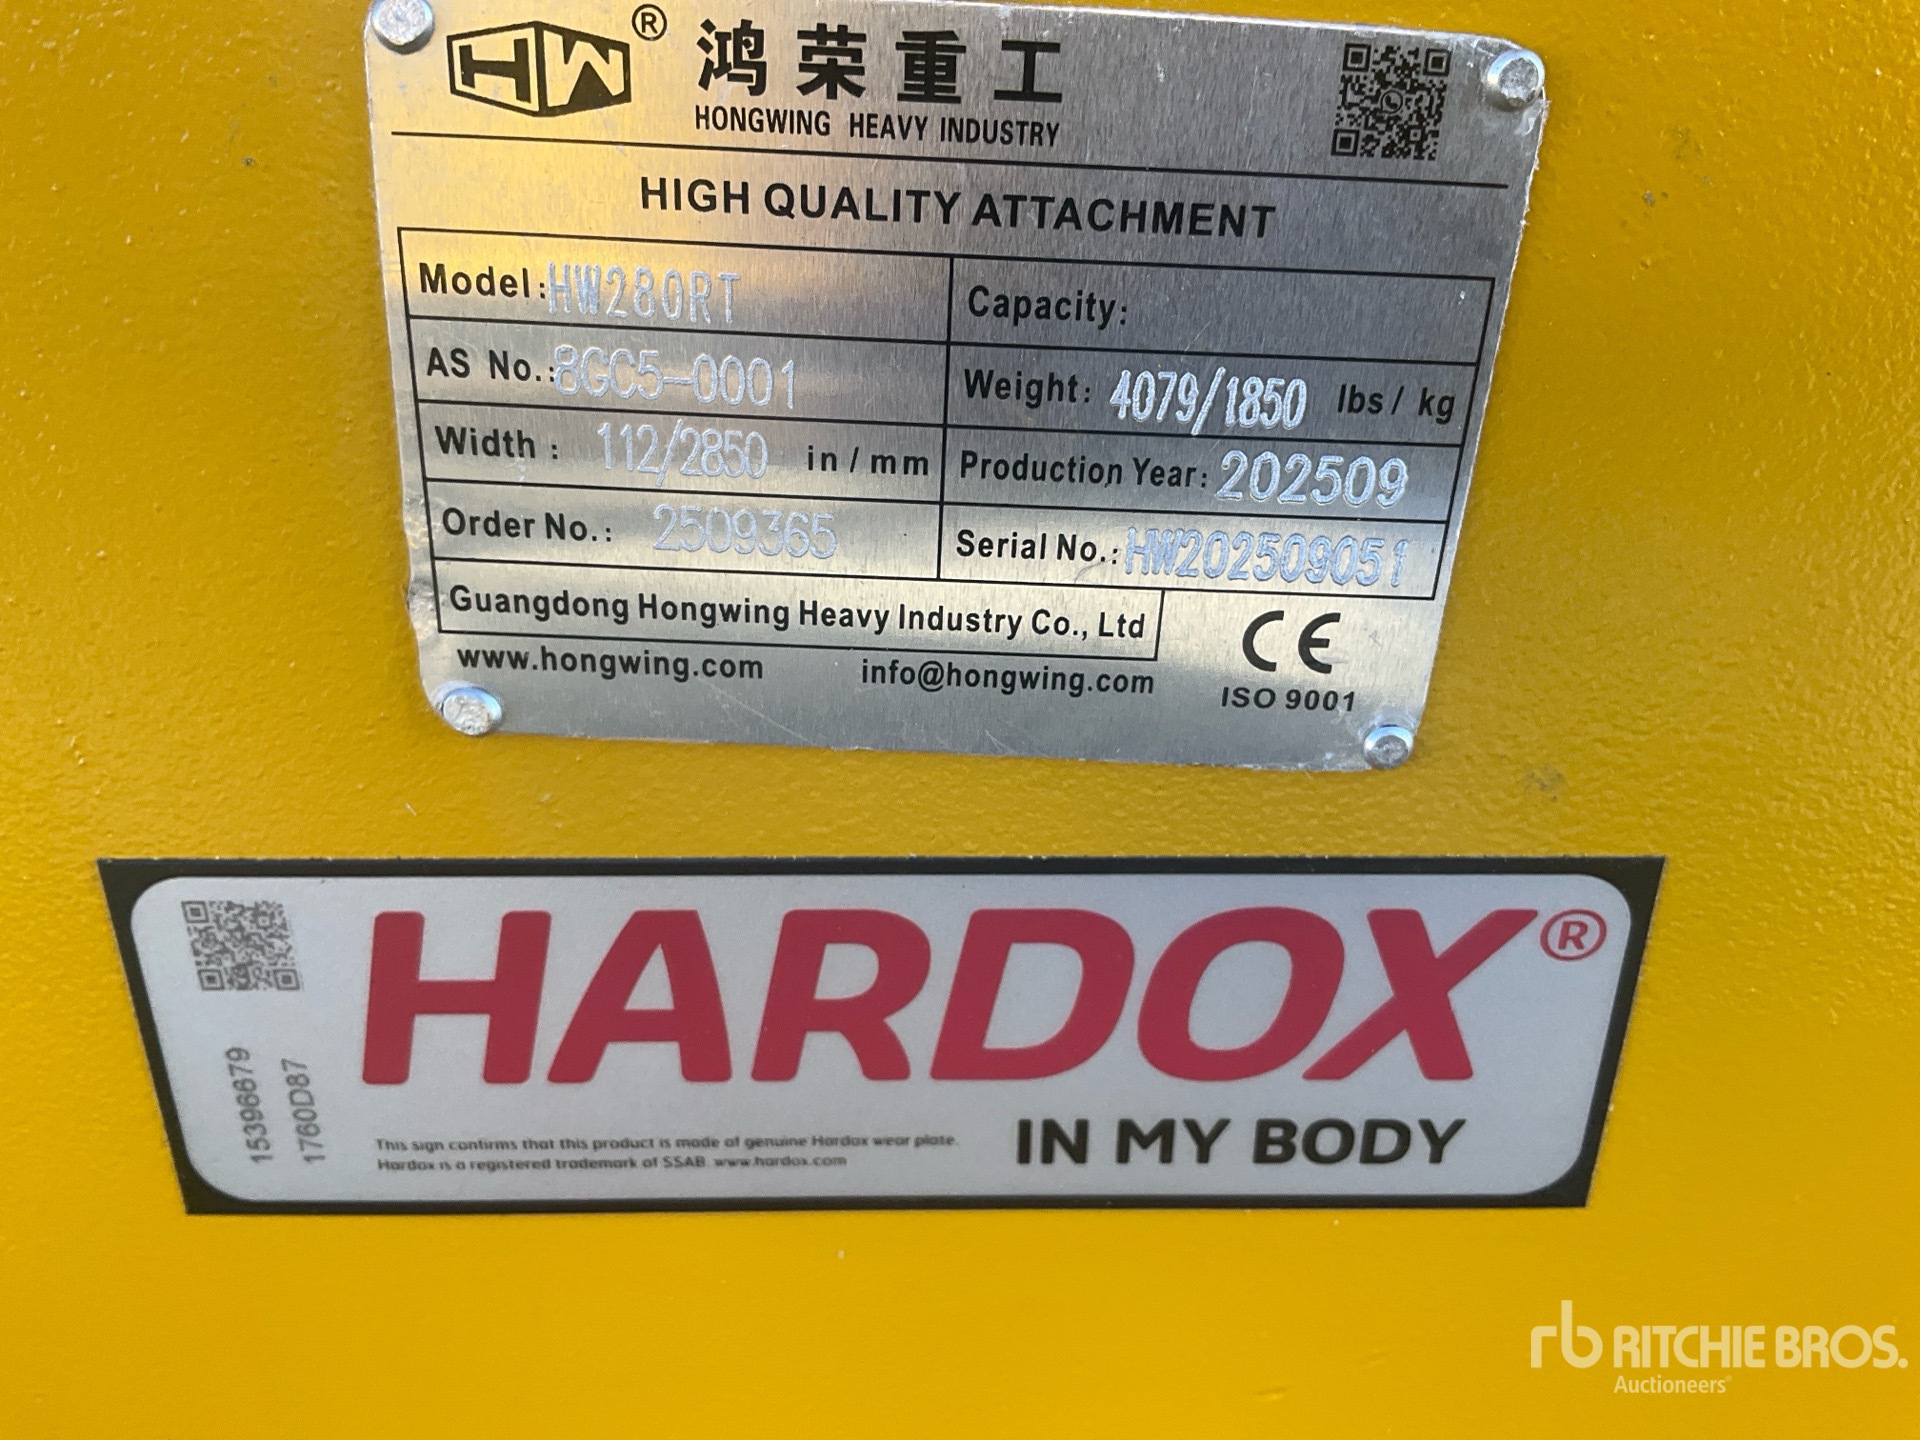 HW® 鸿荣重工
HONGWING HEAVY INDUSTRY
HIGH QUALITY ATTACHMENT
Model: HW280RT
Capacity:
AS No.: 8GC5-0001
Weight: 4079/1850 lbs / kg
Width : 112/2850 in / mm
Production Year: 202509
Order No.: 2509365
Serial No.: HW202509051
Guangdong Hongwing Heavy Industry Co., Ltd
www.hongwing.com info@hongwing.com
CE
ISO 9001
HARDOX®
IN MY BODY
15396679
1760D87
This sign confirms that this product is made of genuine Hardox wear plate.
Hardox is a registered trademark of SSAB. www.hardox.com
rb RITCHIE BROS.
Auctioneers